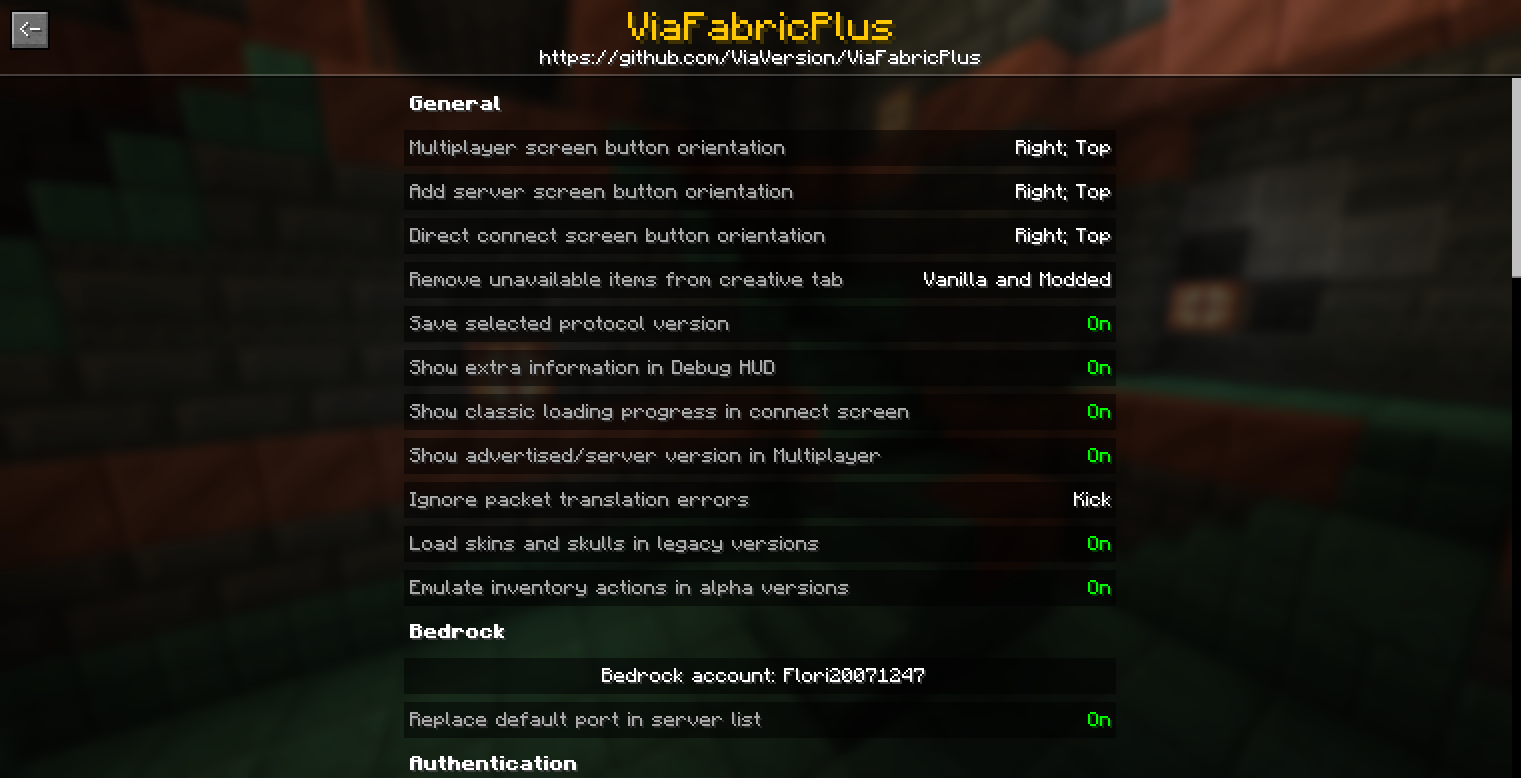 <-
ViaFabricPlus
https://github.com/ViaVersion/ViaFabricPlus
General
Multiplayer screen button orientation Right; Top
Add server screen button orientation Right; Top
Direct connect screen button orientation Right; Top
Remove unavailable items from creative tab Vanilla and Modded
Save selected protocol version On
Show extra information in Debug HUD On
Show classic loading progress in connect screen On
Show advertised/server version in Multiplayer On
Ignore packet translation errors Kick
Load skins and skulls in legacy versions On
Emulate inventory actions in alpha versions On
Bedrock
Bedrock account: Flori20071247
Replace default port in server list On
Authentication